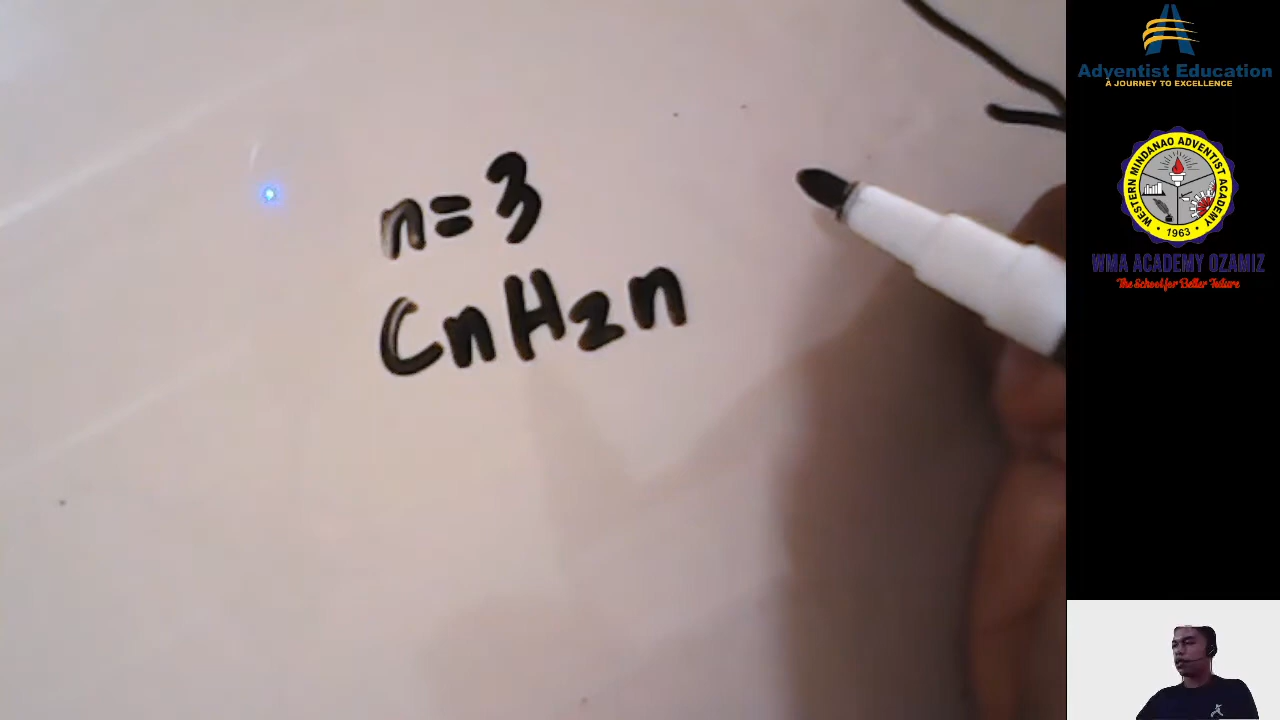 n=3
CnH2n
Adventist Education
A JOURNEY TO EXCELLENCE
WESTERN MINDANAO ADVENTIST ACADEMY
• 1963 •
WMA ACADEMY OZAMIZ
The School for Better Future